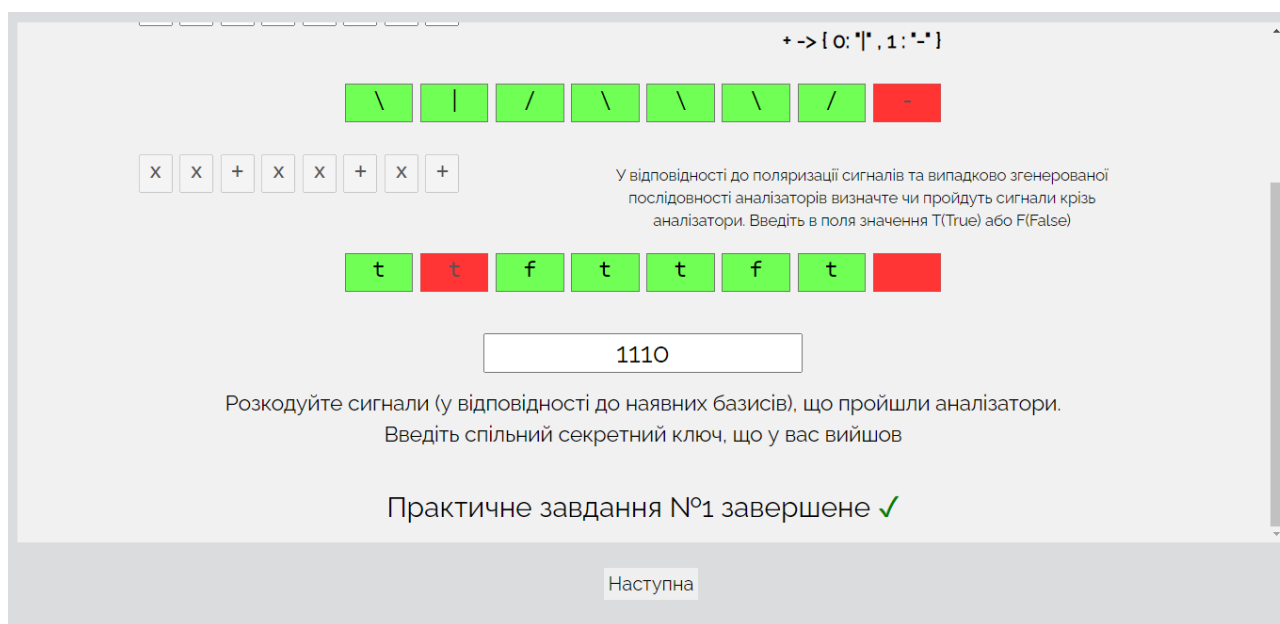 + -> { 0: "|" , 1 : "-" }
\ | / \ \ \ / -
x x + x x + x +
У відповідності до поляризації сигналів та випадково згенерованої
послідовності аналізаторів визначте чи пройдуть сигнали крізь
аналізатори. Введіть в поля значення T(True) або F(False)
t t f t t f t
1110
Розкодуйте сигнали (у відповідності до наявних базисів), що пройшли аналізатори.
Введіть спільний секретний ключ, що у вас вийшов
Практичне завдання №1 завершене ✓
Наступна